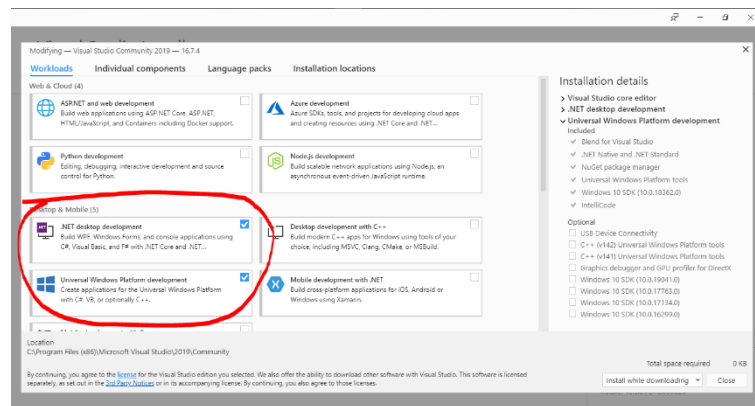 Modifying — Visual Studio Community 2019 — 16.7.4
Workloads Individual components Language packs Installation locations
Web & Cloud (4)
ASP.NET and web development
Build web applications using ASP.NET Core, ASP.NET,
HTML/JavaScript, and Containers including Docker support.
Azure development
Azure SDKs, tools, and projects for developing cloud apps
and creating resources using .NET Core and .NET...
Python development
Editing, debugging, interactive development and source
control for Python.
Node.js development
Build scalable network applications using Node.js, an
asynchronous event-driven JavaScript runtime.
Desktop & Mobile (5)
.NET desktop development
Build WPF, Windows Forms, and console applications using
C#, Visual Basic, and F# with .NET Core and .NET...
Desktop development with C++
Build modern C++ apps for Windows using tools of your
choice, including MSVC, Clang, CMake, or MSBuild.
Universal Windows Platform development
Create applications for the Universal Windows Platform
with C#, VB, or optionally C++.
Mobile development with .NET
Build cross-platform applications for iOS, Android or
Windows using Xamarin.
Location
C:\Program Files (x86)\Microsoft Visual Studio\2019\Community
By continuing, you agree to the license for the Visual Studio edition you selected. We also offer the ability to download other software with Visual Studio. This software is licensed
separately, as set out in the 3rd Party Notices or in its accompanying license. By continuing, you also agree to those licenses.
Installation details
Visual Studio core editor
.NET desktop development
Universal Windows Platform development
Included
Blend for Visual Studio
.NET Native and .NET Standard
NuGet package manager
Universal Windows Platform tools
Windows 10 SDK (10.0.18362.0)
IntelliCode
Optional
USB Device Connectivity
C++ (v142) Universal Windows Platform tools
C++ (v141) Universal Windows Platform tools
Graphics debugger and GPU profiler for DirectX
Windows 10 SDK (10.0.19041.0)
Windows 10 SDK (10.0.17763.0)
Windows 10 SDK (10.0.17134.0)
Windows 10 SDK (10.0.16299.0)
Total space required 0 KB
Install while downloading Close